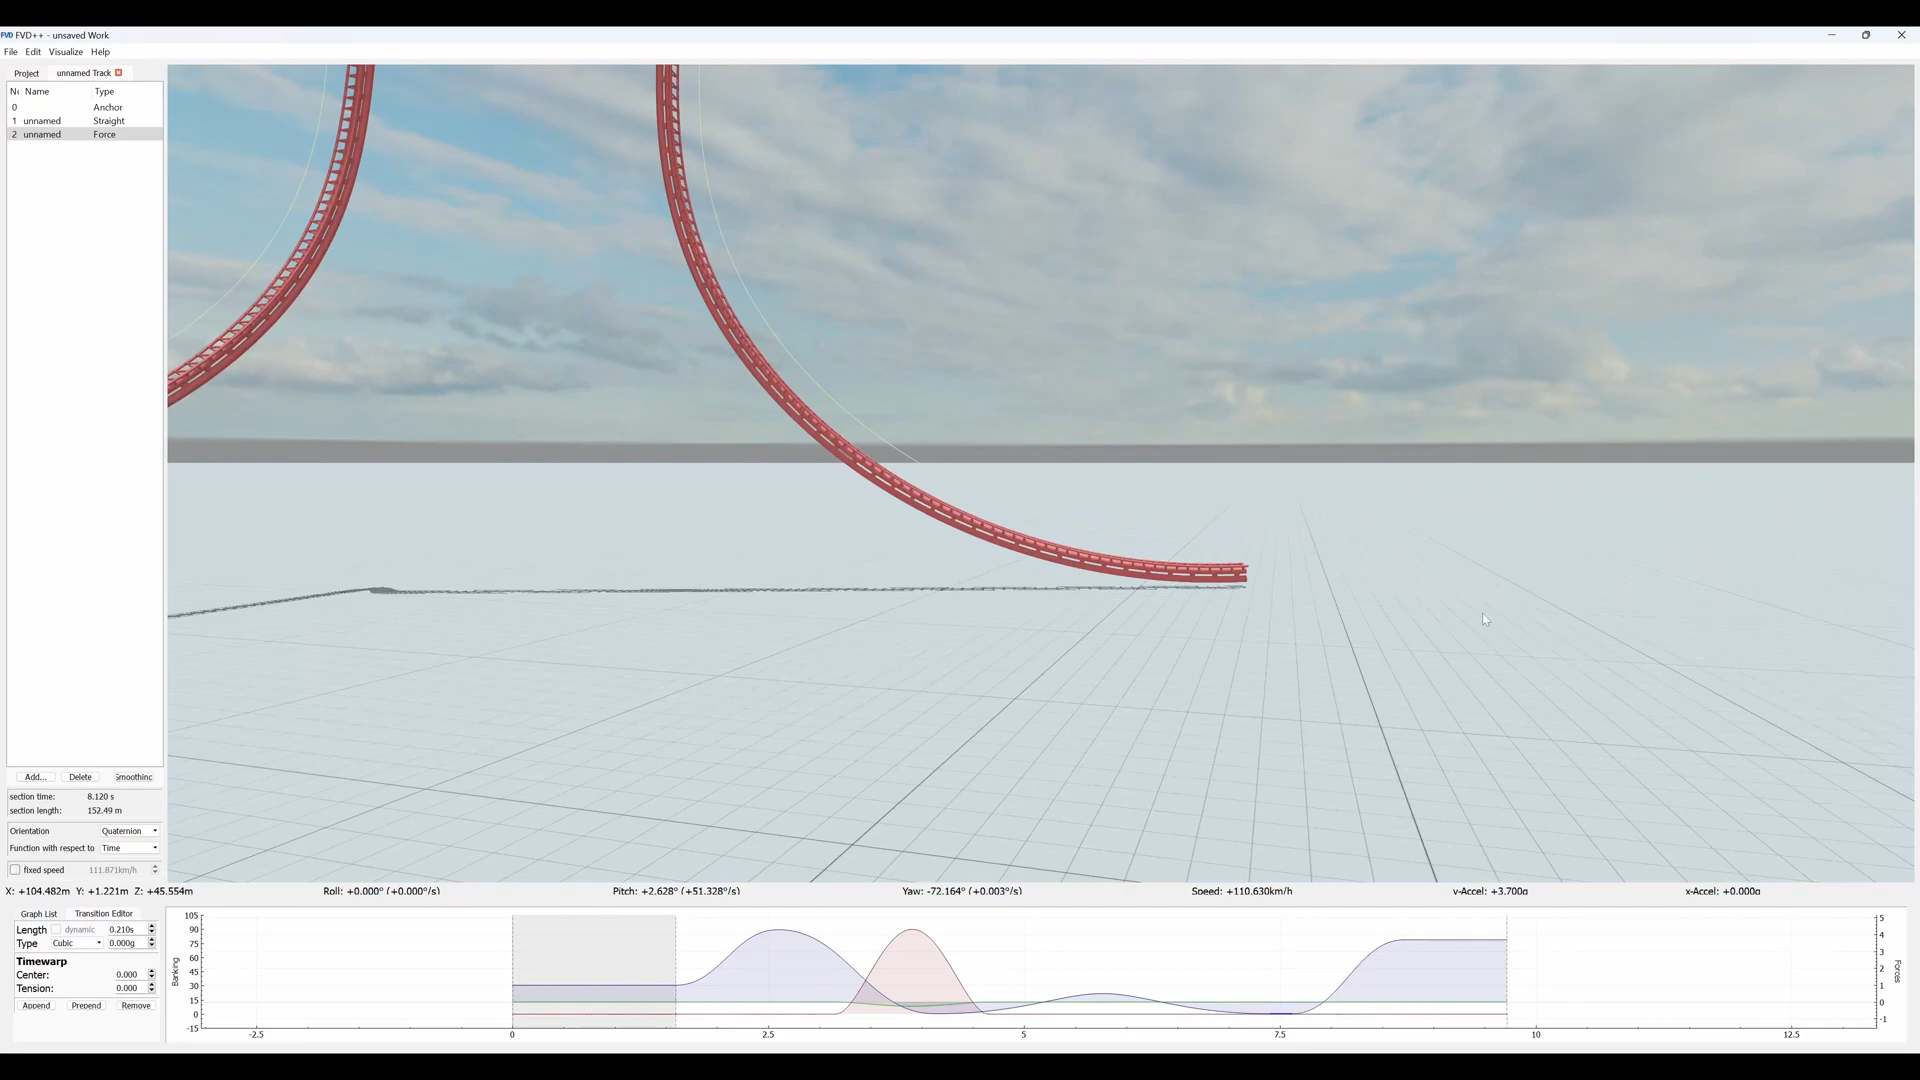 FVD FVD++ - unsaved Work
File Edit Visualize Help
Project unnamed Track
Name Type
0 Anchor
1 unnamed Straight
2 unnamed Force
Add... Delete Smoothing
section time: 8.120 s
section length: 152.49 m
Orientation Quaternion
Function with respect to Time
fixed speed 111.871km/h
X: +104.482m Y: +1.221m Z: +45.554m Roll: +0.000° (+0.000°/s) Pitch: +2.628° (+51.328°/s) Yaw: -72.164° (+0.003°/s) Speed: +110.630km/h v-Accel: +3.700g x-Accel: +0.000g
Graph List Transition Editor
Length dynamic 0.210s
Type Cubic 0.000g
Timewarp
Center: 0.000
Tension: 0.000
Append Prepend Remove
Banking
105
90
75
60
45
30
15
0
-15
-2.5 0 2.5 5 7.5 10 12.5
5
4
3
2
1
0
-1
Forces